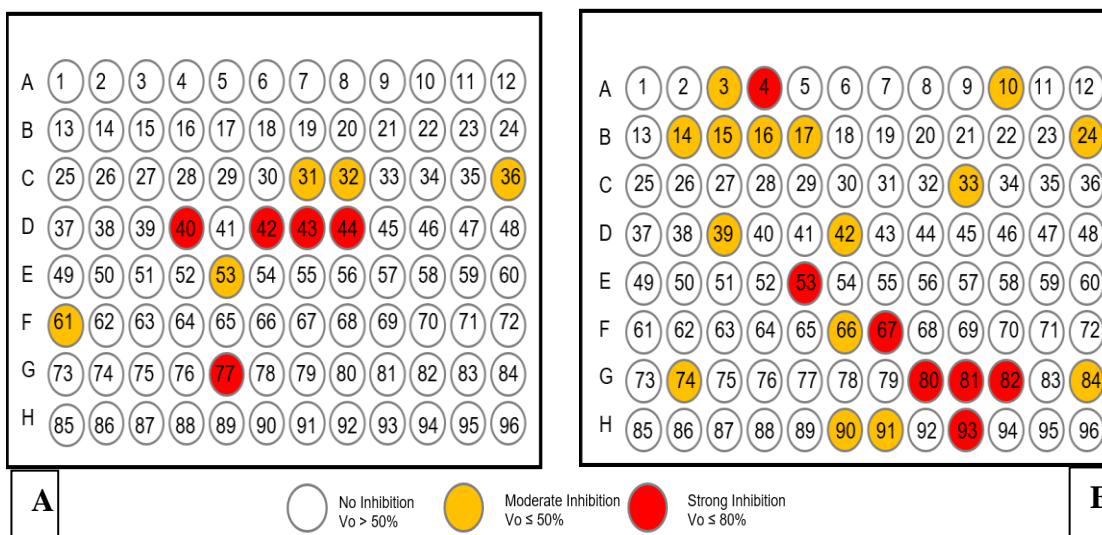 A 1 2 3 4 5 6 7 8 9 10 11 12
B 13 14 15 16 17 18 19 20 21 22 23 24
C 25 26 27 28 29 30 31 32 33 34 35 36
D 37 38 39 40 41 42 43 44 45 46 47 48
E 49 50 51 52 53 54 55 56 57 58 59 60
F 61 62 63 64 65 66 67 68 69 70 71 72
G 73 74 75 76 77 78 79 80 81 82 83 84
H 85 86 87 88 89 90 91 92 93 94 95 96
A
A 1 2 3 4 5 6 7 8 9 10 11 12
B 13 14 15 16 17 18 19 20 21 22 23 24
C 25 26 27 28 29 30 31 32 33 34 35 36
D 37 38 39 40 41 42 43 44 45 46 47 48
E 49 50 51 52 53 54 55 56 57 58 59 60
F 61 62 63 64 65 66 67 68 69 70 71 72
G 73 74 75 76 77 78 79 80 81 82 83 84
H 85 86 87 88 89 90 91 92 93 94 95 96
B
No Inhibition
Vo > 50%
Moderate Inhibition
Vo ≤ 50%
Strong Inhibition
Vo ≤ 80%